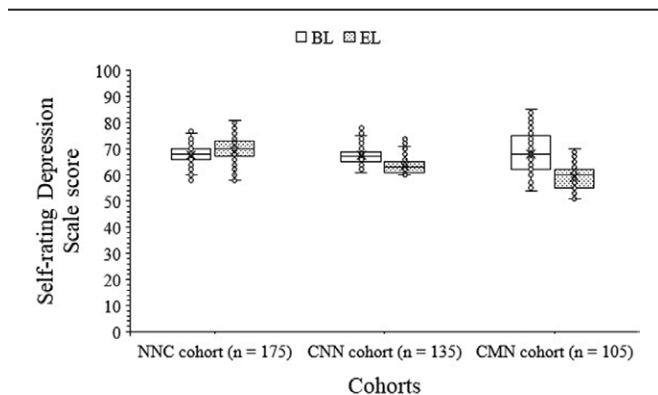 BL EL
Self-rating Depression
Scale score
100
90
80
70
60
50
40
30
20
10
0
NNC cohort (n = 175) CNN cohort (n = 135) CMN cohort (n = 105)
Cohorts